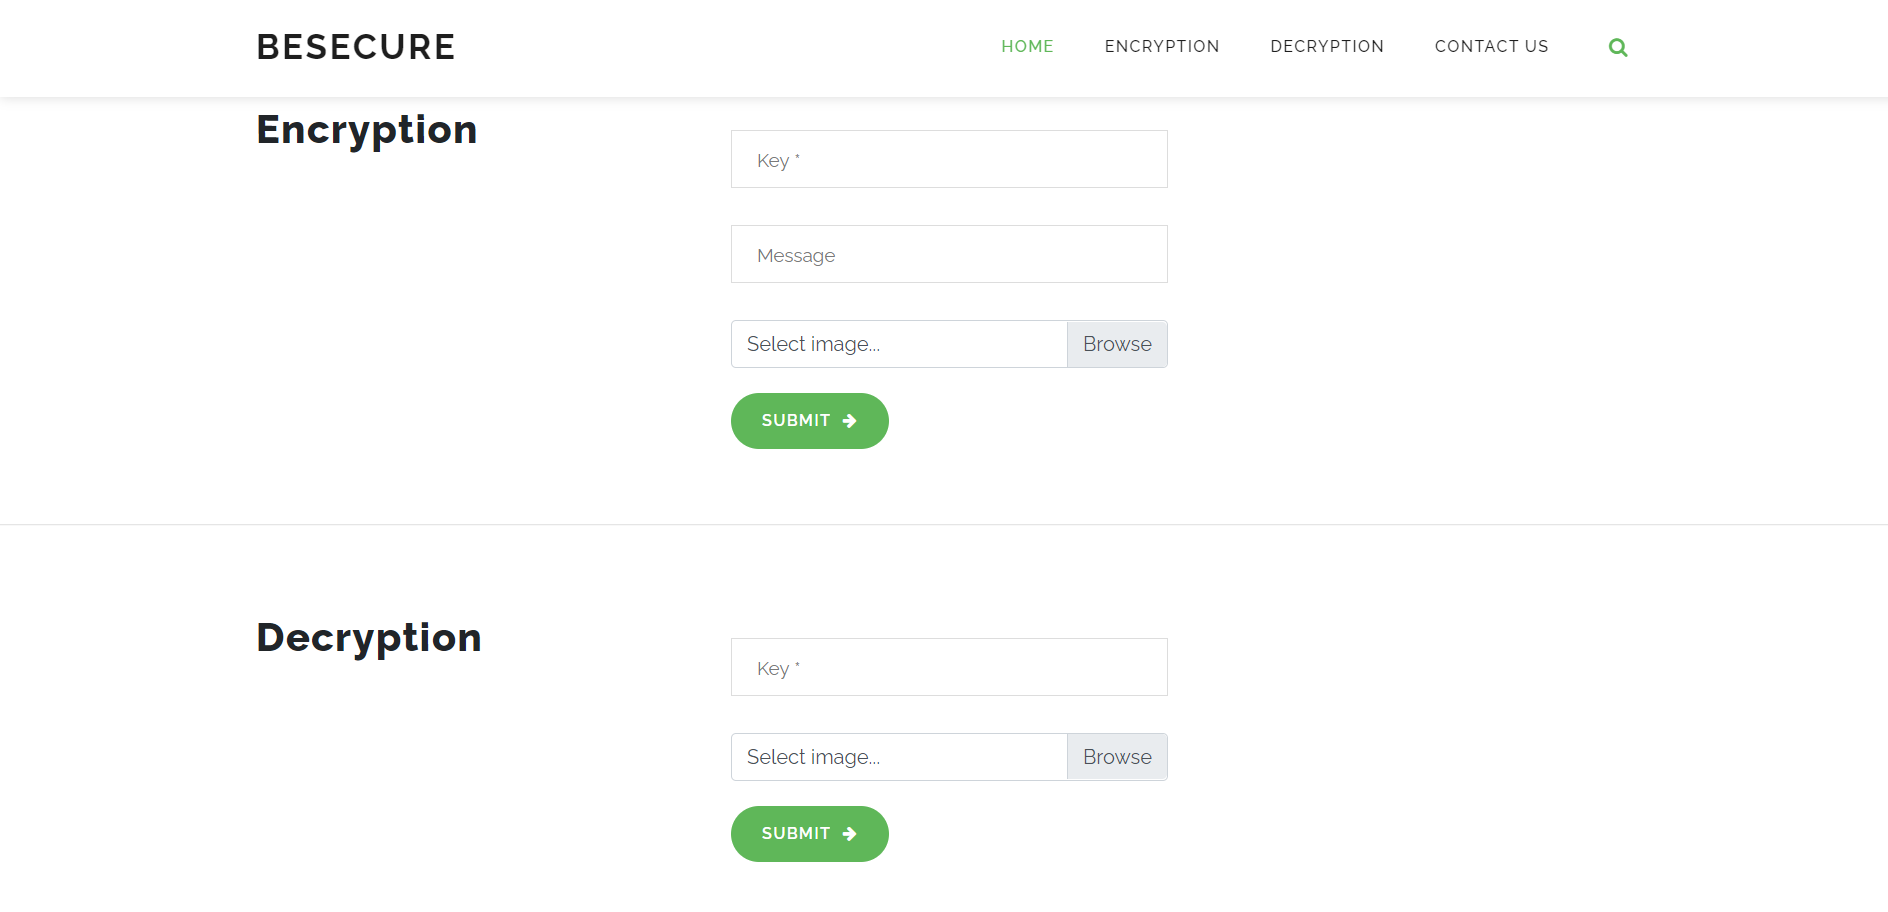 BESECURE
HOME ENCRYPTION DECRYPTION CONTACT US
Encryption
Key *
Message
Select image... Browse
SUBMIT
Decryption
Key *
Select image... Browse
SUBMIT